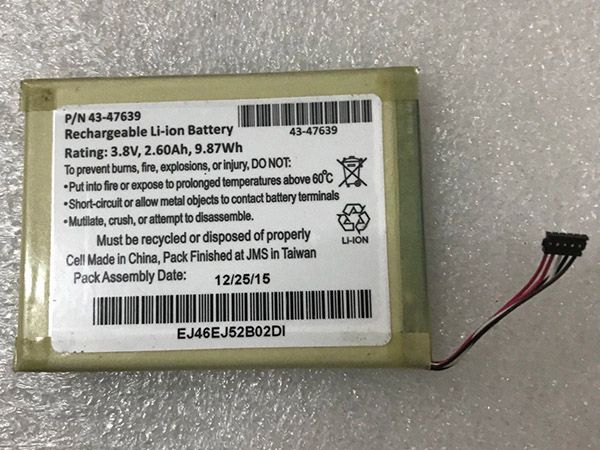 P/N 43-47639
Rechargeable Li-ion Battery
43-47639
Rating: 3.8V, 2.60Ah, 9.87Wh
To prevent burns, fire, explosions, or injury, DO NOT:
•Put into fire or expose to prolonged temperatures above 60°C
•Short-circuit or allow metal objects to contact battery terminals
•Mutilate, crush, or attempt to disassemble.
LI-ION
Must be recycled or disposed of properly
Cell Made in China, Pack Finished at JMS in Taiwan
Pack Assembly Date: 12/25/15
EJ46EJ52B02DI